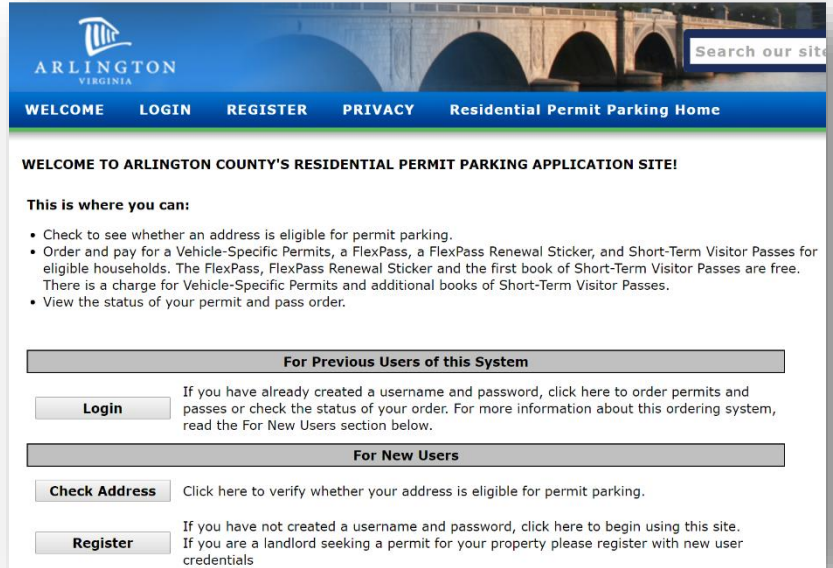 ARLINGTON
VIRGINIA
Search our site
WELCOME LOGIN REGISTER PRIVACY Residential Permit Parking Home
WELCOME TO ARLINGTON COUNTY'S RESIDENTIAL PERMIT PARKING APPLICATION SITE!
This is where you can:
• Check to see whether an address is eligible for permit parking.
• Order and pay for a Vehicle-Specific Permits, a FlexPass, a FlexPass Renewal Sticker, and Short-Term Visitor Passes for
eligible households. The FlexPass, FlexPass Renewal Sticker and the first book of Short-Term Visitor Passes are free.
There is a charge for Vehicle-Specific Permits and additional books of Short-Term Visitor Passes.
• View the status of your permit and pass order.
For Previous Users of this System
Login
If you have already created a username and password, click here to order permits and
passes or check the status of your order. For more information about this ordering system,
read the For New Users section below.
For New Users
Check Address
Click here to verify whether your address is eligible for permit parking.
Register
If you have not created a username and password, click here to begin using this site.
If you are a landlord seeking a permit for your property please register with new user
credentials